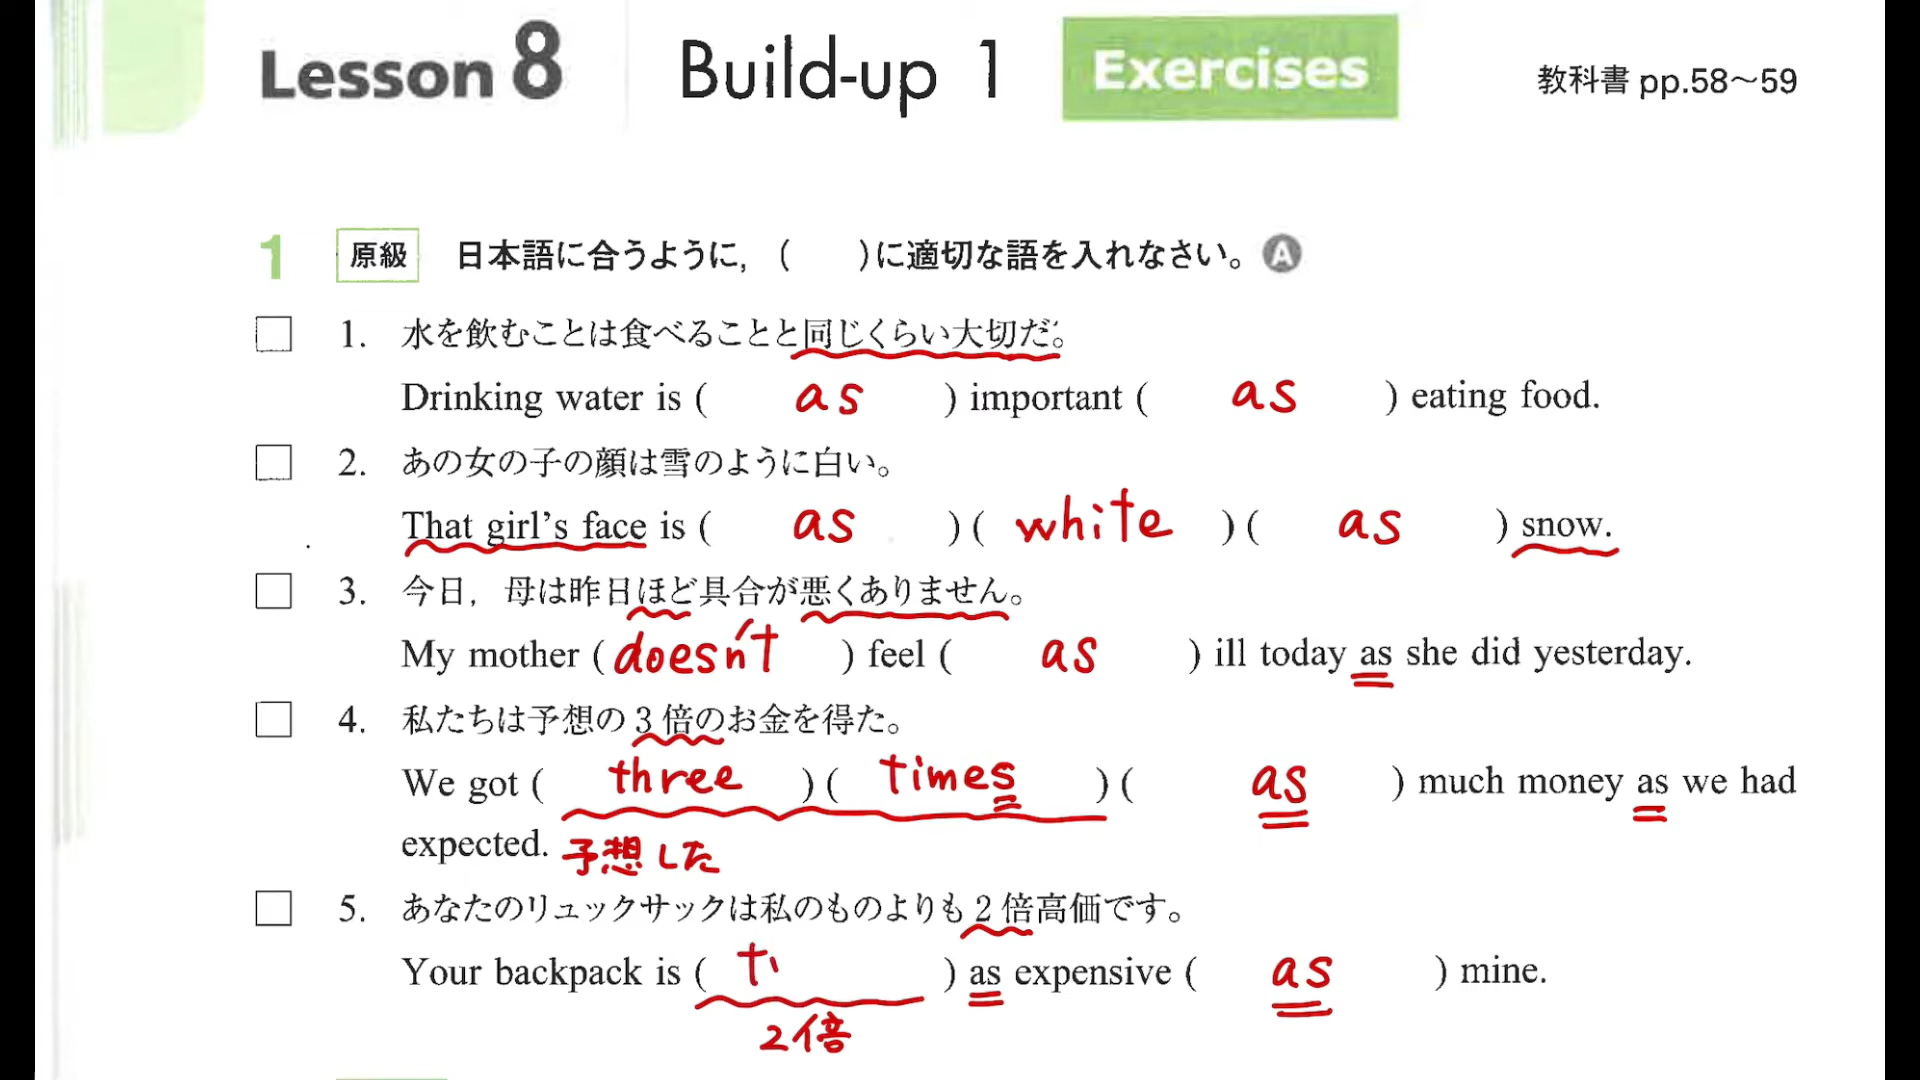 Lesson 8 Build-up 1 Exercises 教科書 pp.58～59
1 原級 日本語に合うように,（　　）に適切な語を入れなさい。A
1. 水を飲むことは食べることと同じくらい大切だ。
Drinking water is ( as ) important ( as ) eating food.
2. あの女の子の顔は雪のように白い。
That girl's face is ( as )( white )( as ) snow.
3. 今日，母は昨日ほど具合が悪くありません。
My mother ( doesn't ) feel ( as ) ill today as she did yesterday.
4. 私たちは予想の3倍のお金を得た。
We got ( three )( times )( as ) much money as we had
expected. 予想した
5. あなたのリュックサックは私のものよりも2倍高価です。
Your backpack is ( ) as expensive ( as ) mine.
2倍